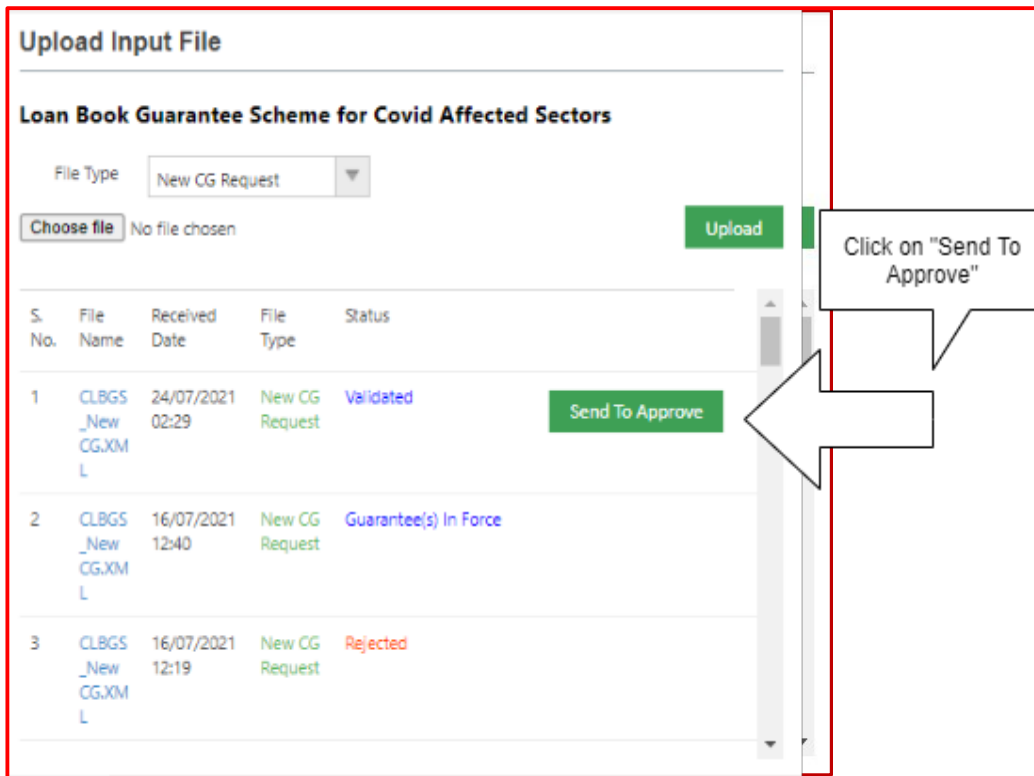 Upload Input File
Loan Book Guarantee Scheme for Covid Affected Sectors
File Type
New CG Request
Choose file No file chosen
Upload
Click on "Send To
Approve"
S. File Received File Status
No. Name Date Type
1 CLBGS 24/07/2021 New CG Validated Send To Approve
_New 02:29 Request
CG.XM
L
2 CLBGS 16/07/2021 New CG Guarantee(s) In Force
_New 12:40 Request
CG.XM
L
3 CLBGS 16/07/2021 New CG Rejected
_New 12:19 Request
CG.XM
L